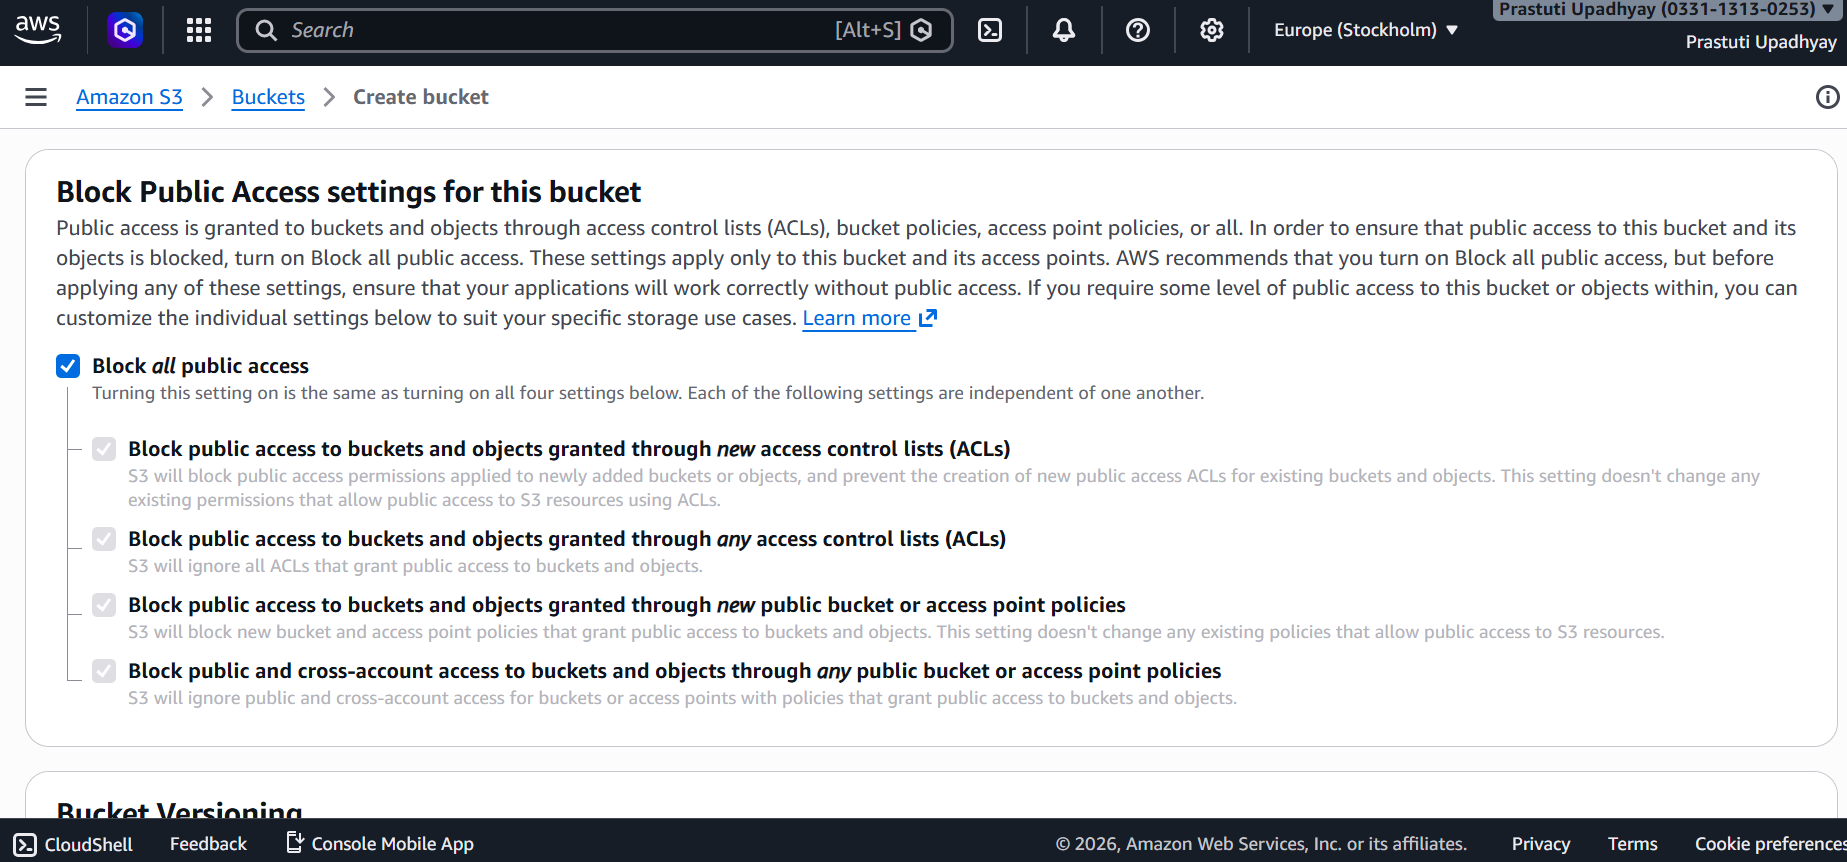 aws
Search
[Alt+S]
Europe (Stockholm)
Prastuti Upadhyay (0331-1313-0253)
Prastuti Upadhyay
Amazon S3
Buckets
Create bucket
Block Public Access settings for this bucket
Public access is granted to buckets and objects through access control lists (ACLs), bucket policies, access point policies, or all. In order to ensure that public access to this bucket and its
objects is blocked, turn on Block all public access. These settings apply only to this bucket and its access points. AWS recommends that you turn on Block all public access, but before
applying any of these settings, ensure that your applications will work correctly without public access. If you require some level of public access to this bucket or objects within, you can
customize the individual settings below to suit your specific storage use cases. Learn more
Block all public access
Turning this setting on is the same as turning on all four settings below. Each of the following settings are independent of one another.
Block public access to buckets and objects granted through new access control lists (ACLs)
S3 will block public access permissions applied to newly added buckets or objects, and prevent the creation of new public access ACLs for existing buckets and objects. This setting doesn't change any
existing permissions that allow public access to S3 resources using ACLs.
Block public access to buckets and objects granted through any access control lists (ACLs)
S3 will ignore all ACLs that grant public access to buckets and objects.
Block public access to buckets and objects granted through new public bucket or access point policies
S3 will block new bucket and access point policies that grant public access to buckets and objects. This setting doesn't change any existing policies that allow public access to S3 resources.
Block public and cross-account access to buckets and objects through any public bucket or access point policies
S3 will ignore public and cross-account access for buckets or access points with policies that grant public access to buckets and objects.
Bucket Versioning
CloudShell
Feedback
Console Mobile App
© 2026, Amazon Web Services, Inc. or its affiliates.
Privacy
Terms
Cookie preferences